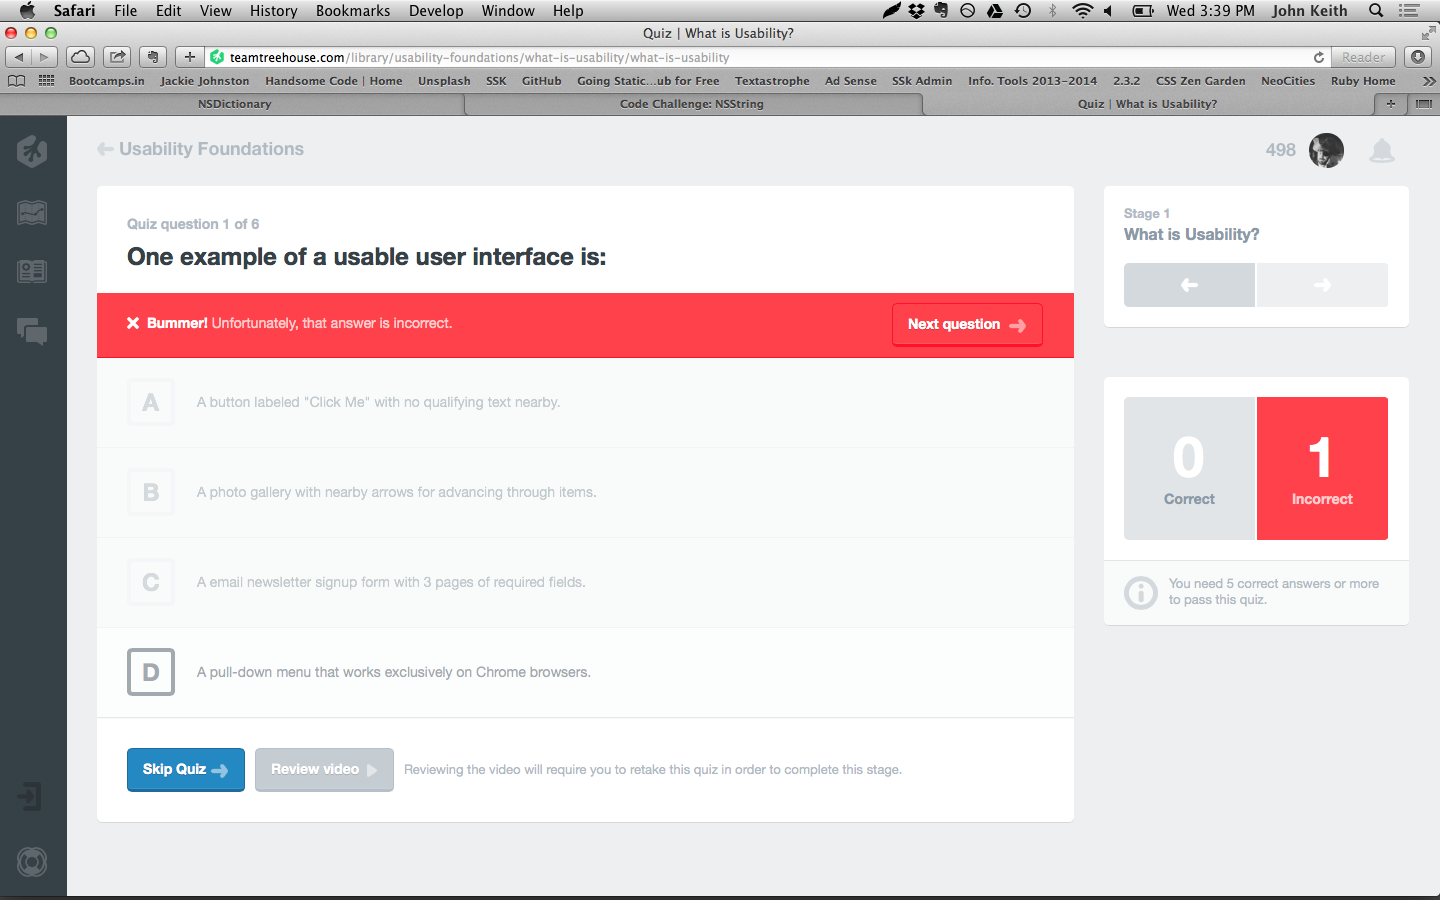 Safari File Edit View History Bookmarks Develop Window Help Wed 3:39 PM John Keith
Quiz | What is Usability?
teamtreehouse.com/library/usability-foundations/what-is-usability/what-is-usability Reader
Bootcamps.in Jackie Johnston Handsome Code | Home Unsplash SSK GitHub Going Static...ub for Free Textastrophe Ad Sense SSk Admin Info. Tools 2013-2014 2.3.2 CSS Zen Garden NeoCities Ruby Home
NSDictionary Code Challenge: NSString Quiz | What is Usability?
Usability Foundations
498
Quiz question 1 of 6
One example of a usable user interface is:
Bummer! Unfortunately, that answer is incorrect.
Next question
A A button labeled "Click Me" with no qualifying text nearby.
B A photo gallery with nearby arrows for advancing through items.
C A email newsletter signup form with 3 pages of required fields.
D A pull-down menu that works exclusively on Chrome browsers.
Skip Quiz Review video Reviewing the video will require you to retake this quiz in order to complete this stage.
Stage 1
What is Usability?
0 1
Correct Incorrect
You need 5 correct answers or more
to pass this quiz.